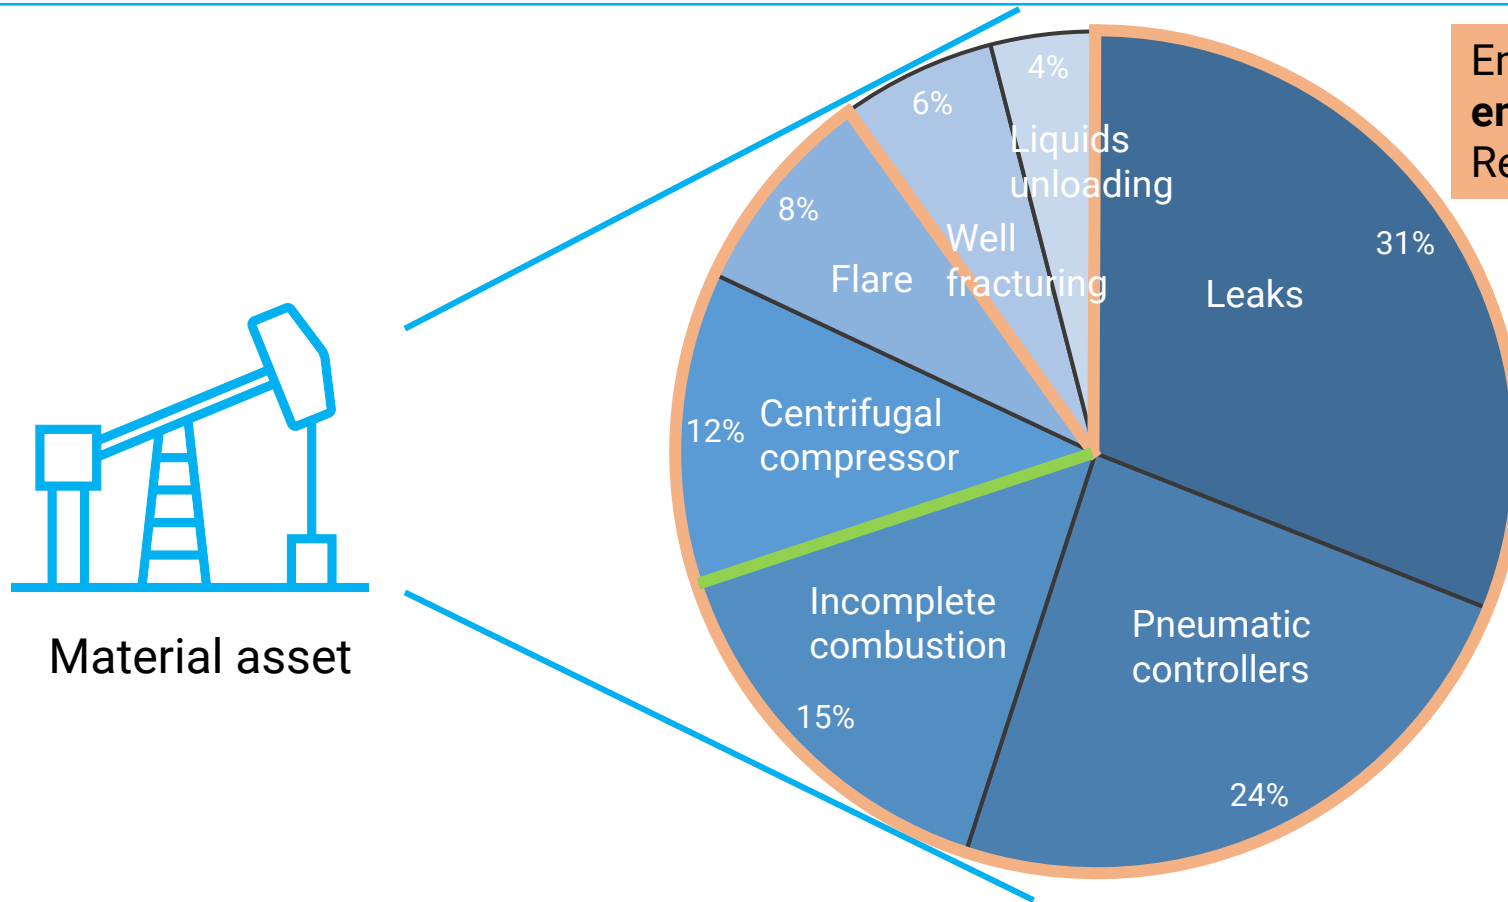 4%
6%
Liquids
unloading
8%
31%
Well
fracturing
Flare
Leaks
12%
Centrifugal
compressor
Incomplete
combustion
Pneumatic
controllers
Material asset
15%
24%